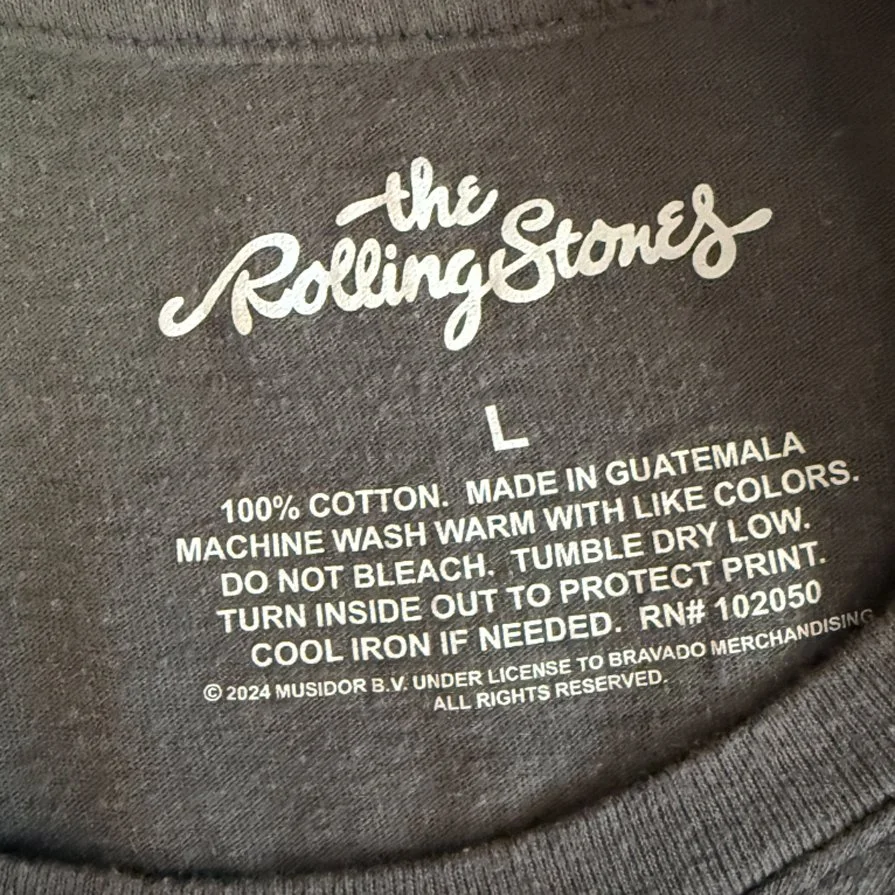 the
Rolling Stones
L
100% COTTON. MADE IN GUATEMALA
MACHINE WASH WARM WITH LIKE COLORS.
DO NOT BLEACH. TUMBLE DRY LOW.
TURN INSIDE OUT TO PROTECT PRINT.
COOL IRON IF NEEDED. RN# 102050
© 2024 MUSIDOR B.V. UNDER LICENSE TO BRAVADO MERCHANDISING
ALL RIGHTS RESERVED.